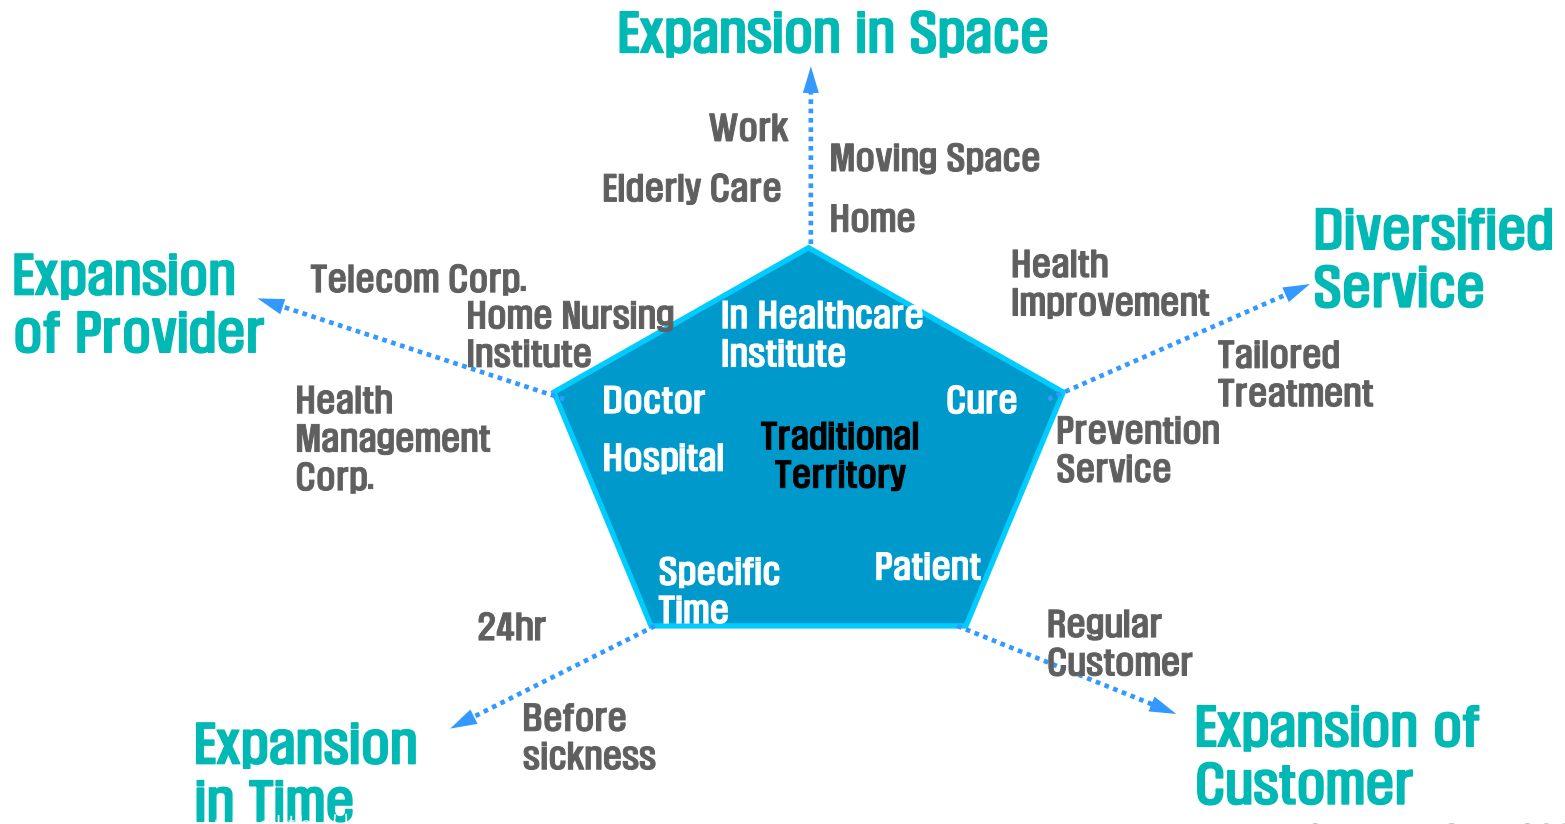 Expansion in Space
Work
Moving Space
Elderly Care
Home
Diversified
Service
Health
Improvement
Tailored
Treatment
Prevention
Service
Expansion
of Provider
Telecom Corp.
Home Nursing
Institute
Health
Management
Corp.
In Healthcare
Institute
Doctor
Cure
Hospital
Traditional
Territory
Specific
Time
Patient
24hr
Before
sickness
Expansion
in Time
Regular
Customer
Expansion of
Customer